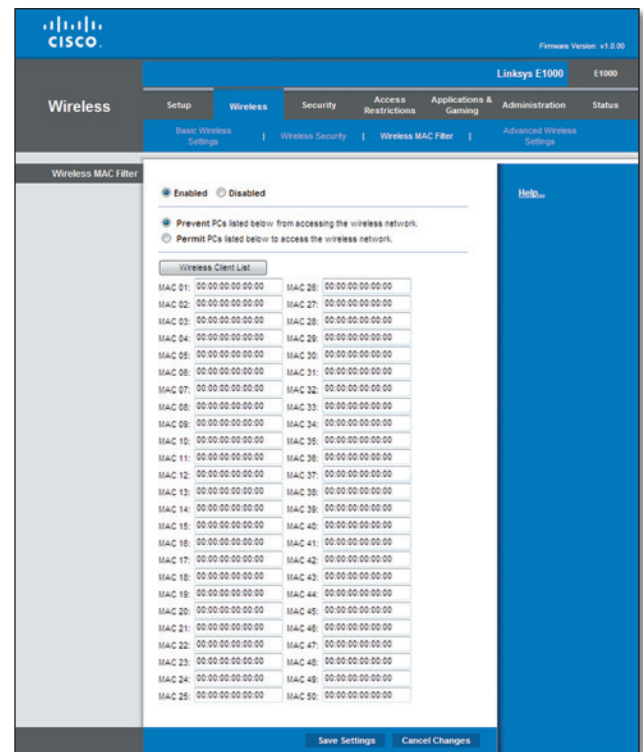 CISCO
Firmware Version: v1.0.00
Linksys E1000 E1000
Wireless
Setup Wireless Security Access Restrictions Applications & Gaming Administration Status
Basic Wireless Settings | Wireless Security | Wireless MAC Filter | Advanced Wireless Settings
Wireless MAC Filter
Enabled Disabled
Help...
Prevent PCs listed below from accessing the wireless network.
Permit PCs listed below to access the wireless network.
Wireless Client List
MAC 01: 00:00:00:00:00:00 MAC 26: 00:00:00:00:00:00
MAC 02: 00:00:00:00:00:00 MAC 27: 00:00:00:00:00:00
MAC 03: 00:00:00:00:00:00 MAC 28: 00:00:00:00:00:00
MAC 04: 00:00:00:00:00:00 MAC 29: 00:00:00:00:00:00
MAC 05: 00:00:00:00:00:00 MAC 30: 00:00:00:00:00:00
MAC 06: 00:00:00:00:00:00 MAC 31: 00:00:00:00:00:00
MAC 07: 00:00:00:00:00:00 MAC 32: 00:00:00:00:00:00
MAC 08: 00:00:00:00:00:00 MAC 33: 00:00:00:00:00:00
MAC 09: 00:00:00:00:00:00 MAC 34: 00:00:00:00:00:00
MAC 10: 00:00:00:00:00:00 MAC 35: 00:00:00:00:00:00
MAC 11: 00:00:00:00:00:00 MAC 36: 00:00:00:00:00:00
MAC 12: 00:00:00:00:00:00 MAC 37: 00:00:00:00:00:00
MAC 13: 00:00:00:00:00:00 MAC 38: 00:00:00:00:00:00
MAC 14: 00:00:00:00:00:00 MAC 39: 00:00:00:00:00:00
MAC 15: 00:00:00:00:00:00 MAC 40: 00:00:00:00:00:00
MAC 16: 00:00:00:00:00:00 MAC 41: 00:00:00:00:00:00
MAC 17: 00:00:00:00:00:00 MAC 42: 00:00:00:00:00:00
MAC 18: 00:00:00:00:00:00 MAC 43: 00:00:00:00:00:00
MAC 19: 00:00:00:00:00:00 MAC 44: 00:00:00:00:00:00
MAC 20: 00:00:00:00:00:00 MAC 45: 00:00:00:00:00:00
MAC 21: 00:00:00:00:00:00 MAC 46: 00:00:00:00:00:00
MAC 22: 00:00:00:00:00:00 MAC 47: 00:00:00:00:00:00
MAC 23: 00:00:00:00:00:00 MAC 48: 00:00:00:00:00:00
MAC 24: 00:00:00:00:00:00 MAC 49: 00:00:00:00:00:00
MAC 25: 00:00:00:00:00:00 MAC 50: 00:00:00:00:00:00
Save Settings Cancel Changes